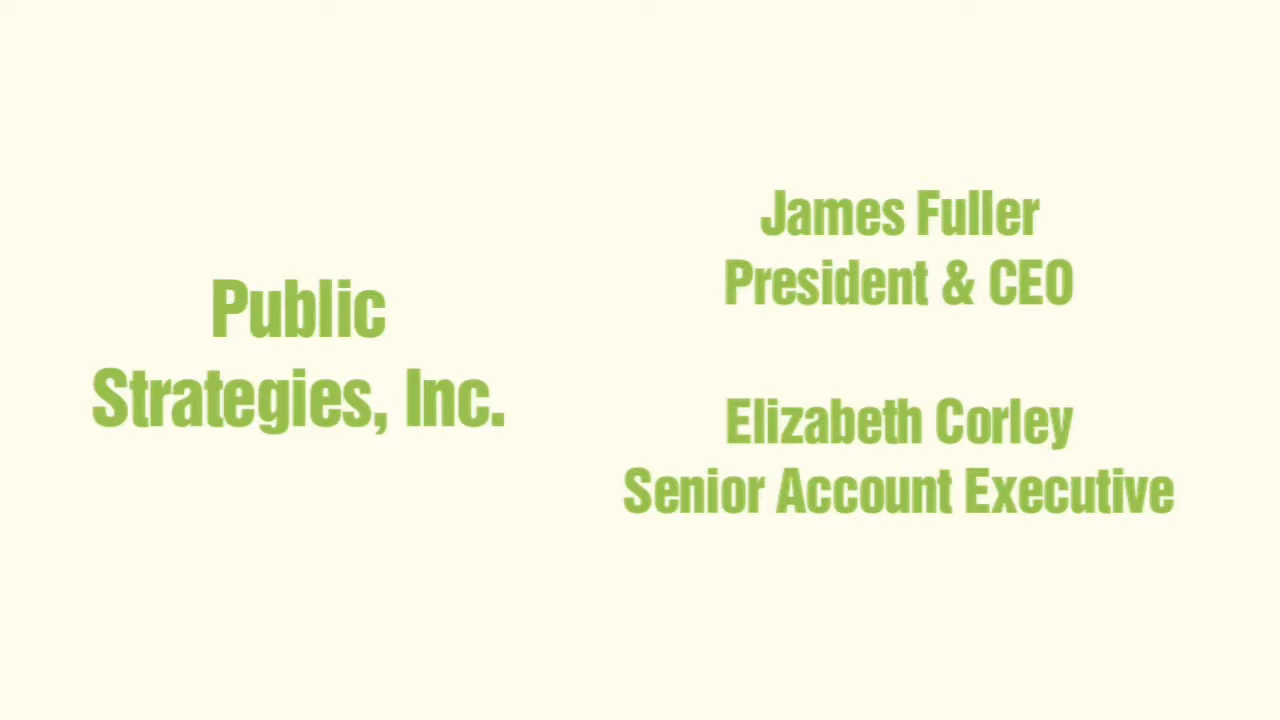 Public
Strategies, Inc.
James Fuller
President & CEO
Elizabeth Corley
Senior Account Executive